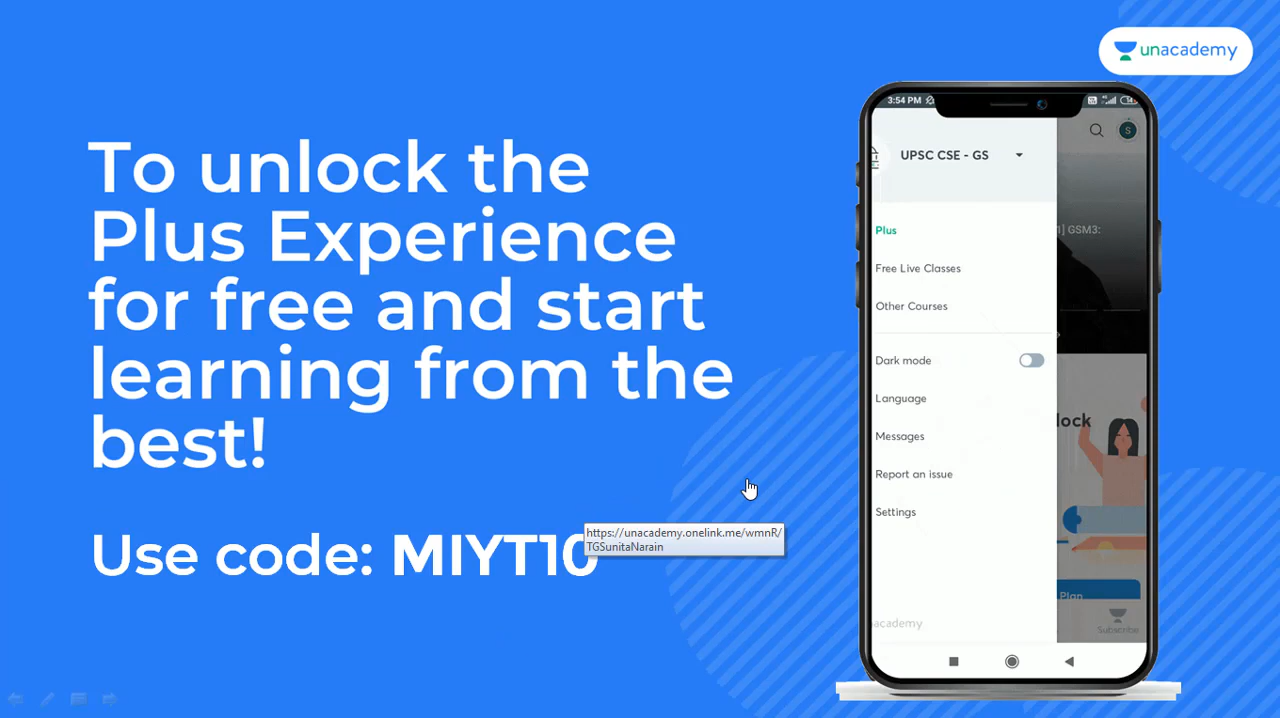 unacademy
To unlock the
Plus Experience
for free and start
learning from the
best!
Use code: MIYT10
https://unacademy.onelink.me/wmnR/
TGSunitaNarain
3:54 PM
UPSC CSE - GS
S
Plus
1] GSM3:
Free Live Classes
Other Courses
Dark mode
Language
lock
Messages
Report an issue
Settings
Plan
academy
Subscribe